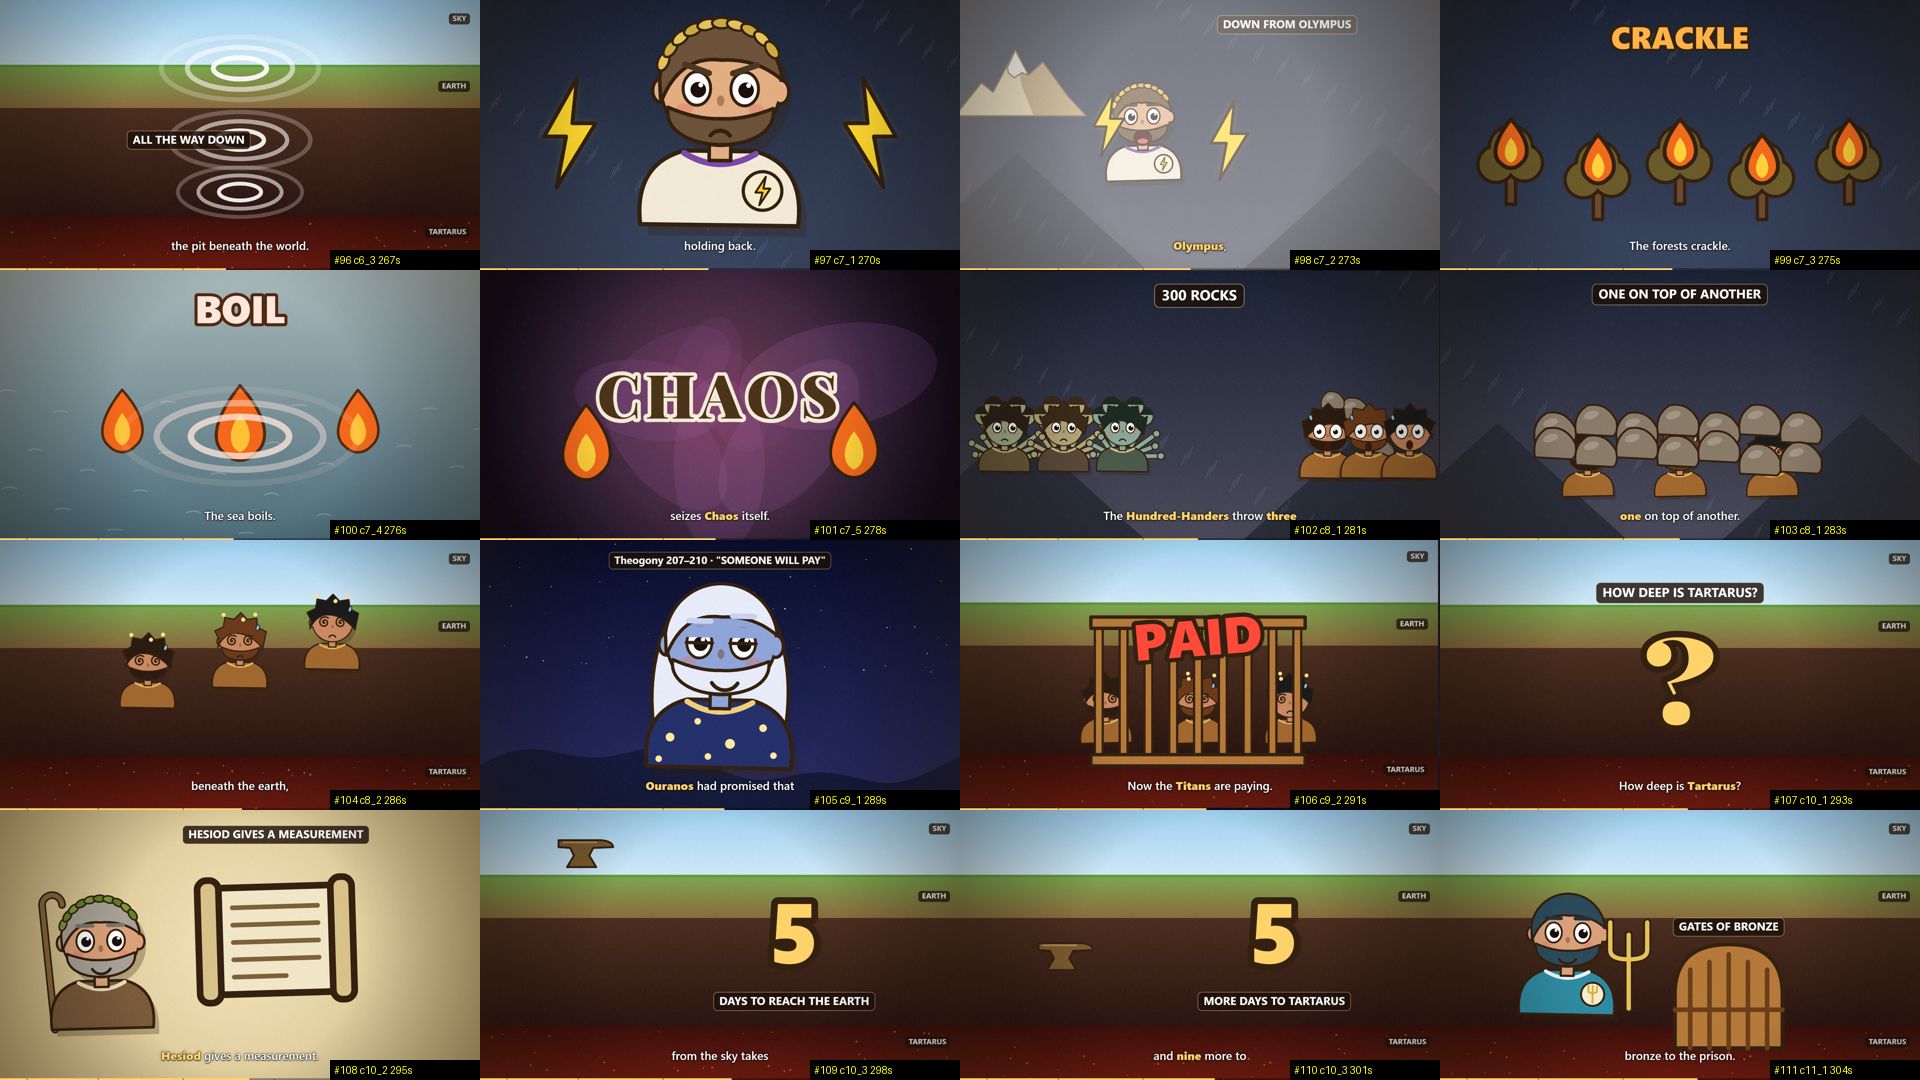 SKY
EARTH
ALL THE WAY DOWN
TARTARUS
the pit beneath the world.
#96 c6_3 267s
holding back.
#97 c7_1 270s
DOWN FROM OLYMPUS
Olympus,
#98 c7_2 273s
CRACKLE
The forests crackle.
#99 c7_3 275s
BOIL
The sea boils.
#100 c7_4 276s
CHAOS
seizes Chaos itself.
#101 c7_5 278s
300 ROCKS
The Hundred-Handers throw three
#102 c8_1 281s
ONE ON TOP OF ANOTHER
one on top of another.
#103 c8_1 283s
SKY
EARTH
TARTARUS
beneath the earth,
#104 c8_2 286s
Theogony 207–210 · "SOMEONE WILL PAY"
Ouranos had promised that
#105 c9_1 289s
SKY
EARTH
PAID
TARTARUS
Now the Titans are paying.
#106 c9_2 291s
SKY
HOW DEEP IS TARTARUS?
EARTH
?
TARTARUS
How deep is Tartarus?
#107 c10_1 293s
HESIOD GIVES A MEASUREMENT
Hesiod gives a measurement.
#108 c10_2 295s
SKY
EARTH
5
DAYS TO REACH THE EARTH
TARTARUS
from the sky takes
#109 c10_3 298s
SKY
EARTH
5
MORE DAYS TO TARTARUS
TARTARUS
and nine more to
#110 c10_3 301s
SKY
EARTH
GATES OF BRONZE
TARTARUS
bronze to the prison.
#111 c11_1 304s